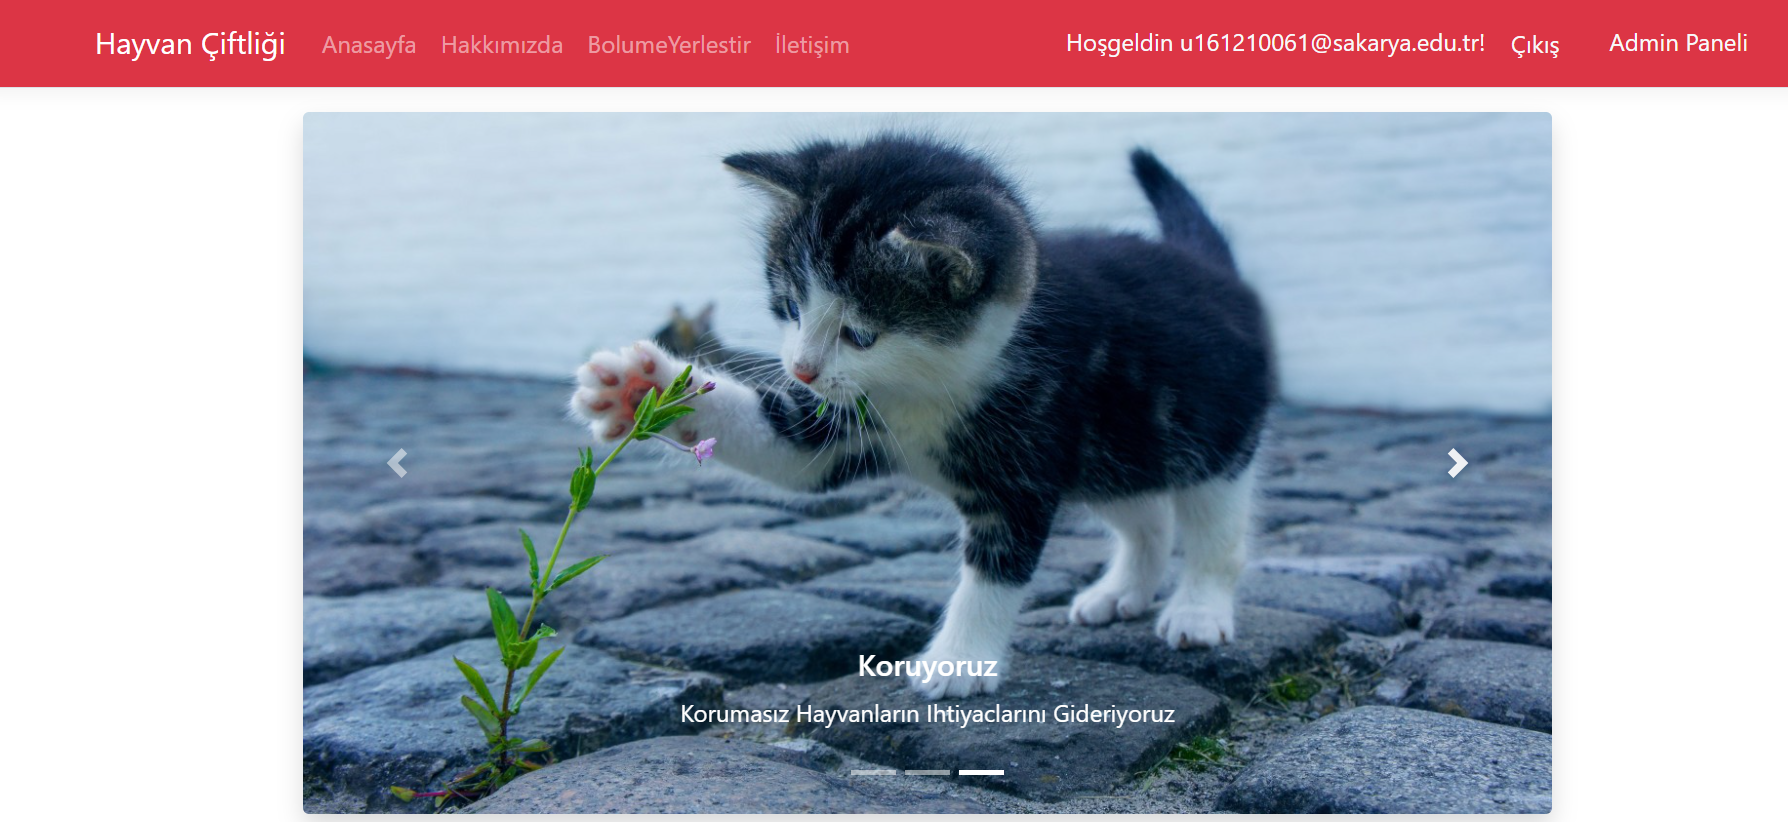 Hayvan Çiftliği Anasayfa Hakkımızda BolumeYerlestir İletişim Hoşgeldin u161210061@sakarya.edu.tr! Çıkış Admin Paneli
Koruyoruz
Korumasız Hayvanların Ihtiyaclarını Gideriyoruz